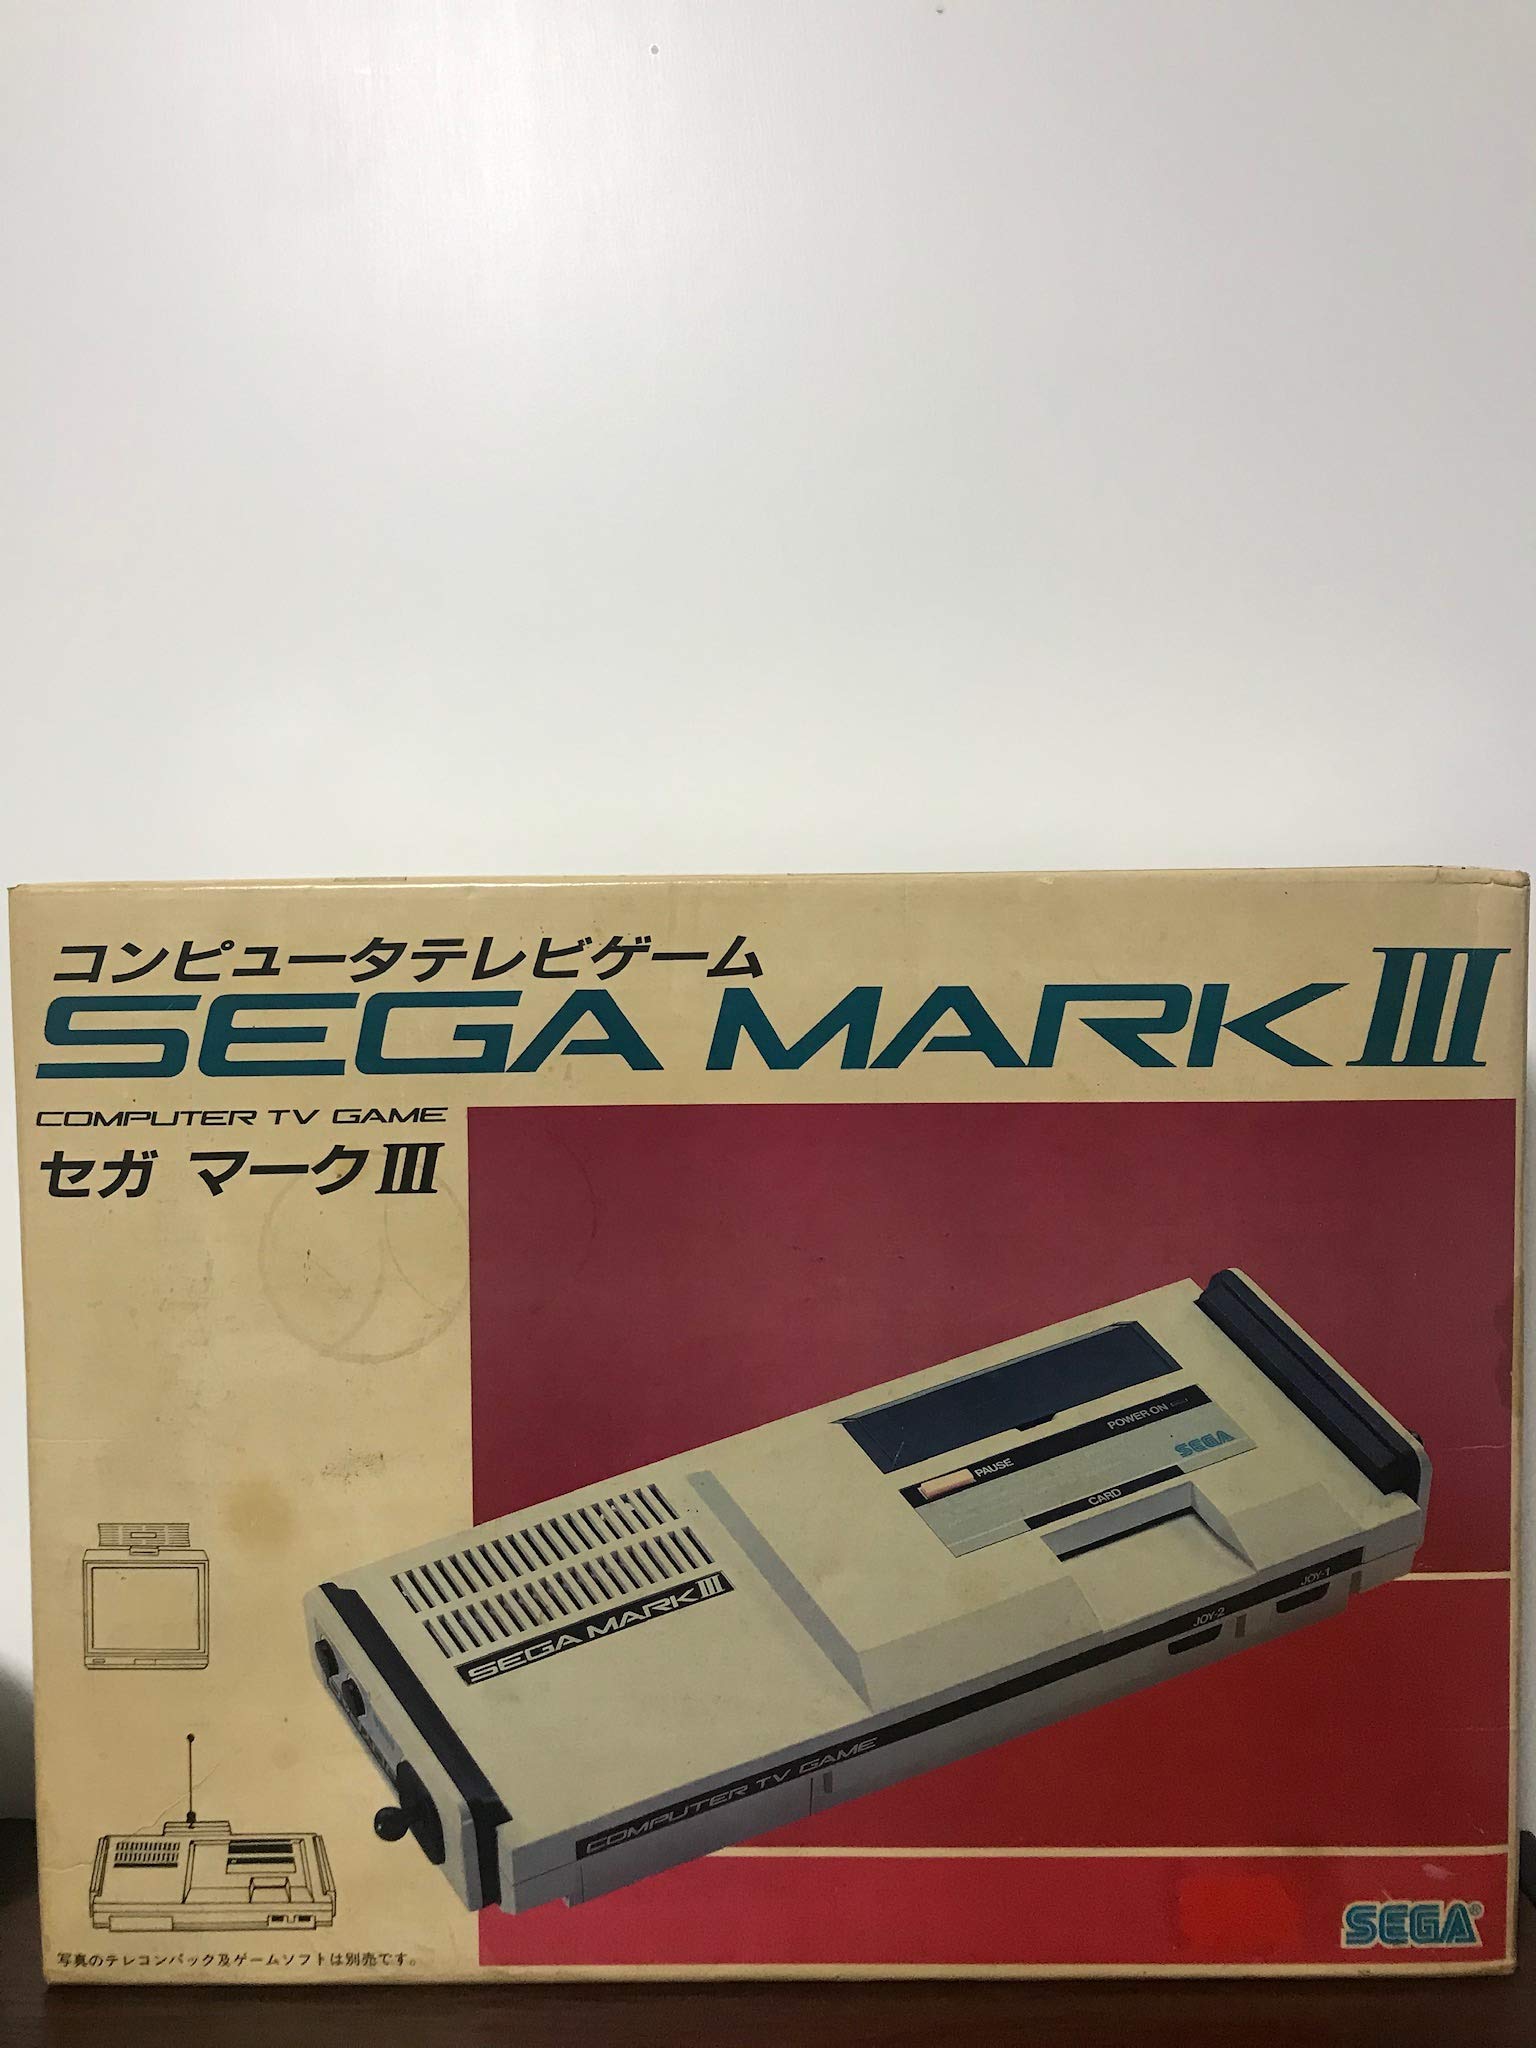 コンピュータテレビゲーム
SEGA MARK III
COMPUTER TV GAME
セガ マークIII
POWER ON
SEGA
PAUSE
CARD
SEGA MARK III
JOY-1
JOY-2
COMPUTER TV GAME
SEGA®
写真のテレコンパック及ゲームソフトは別売です。